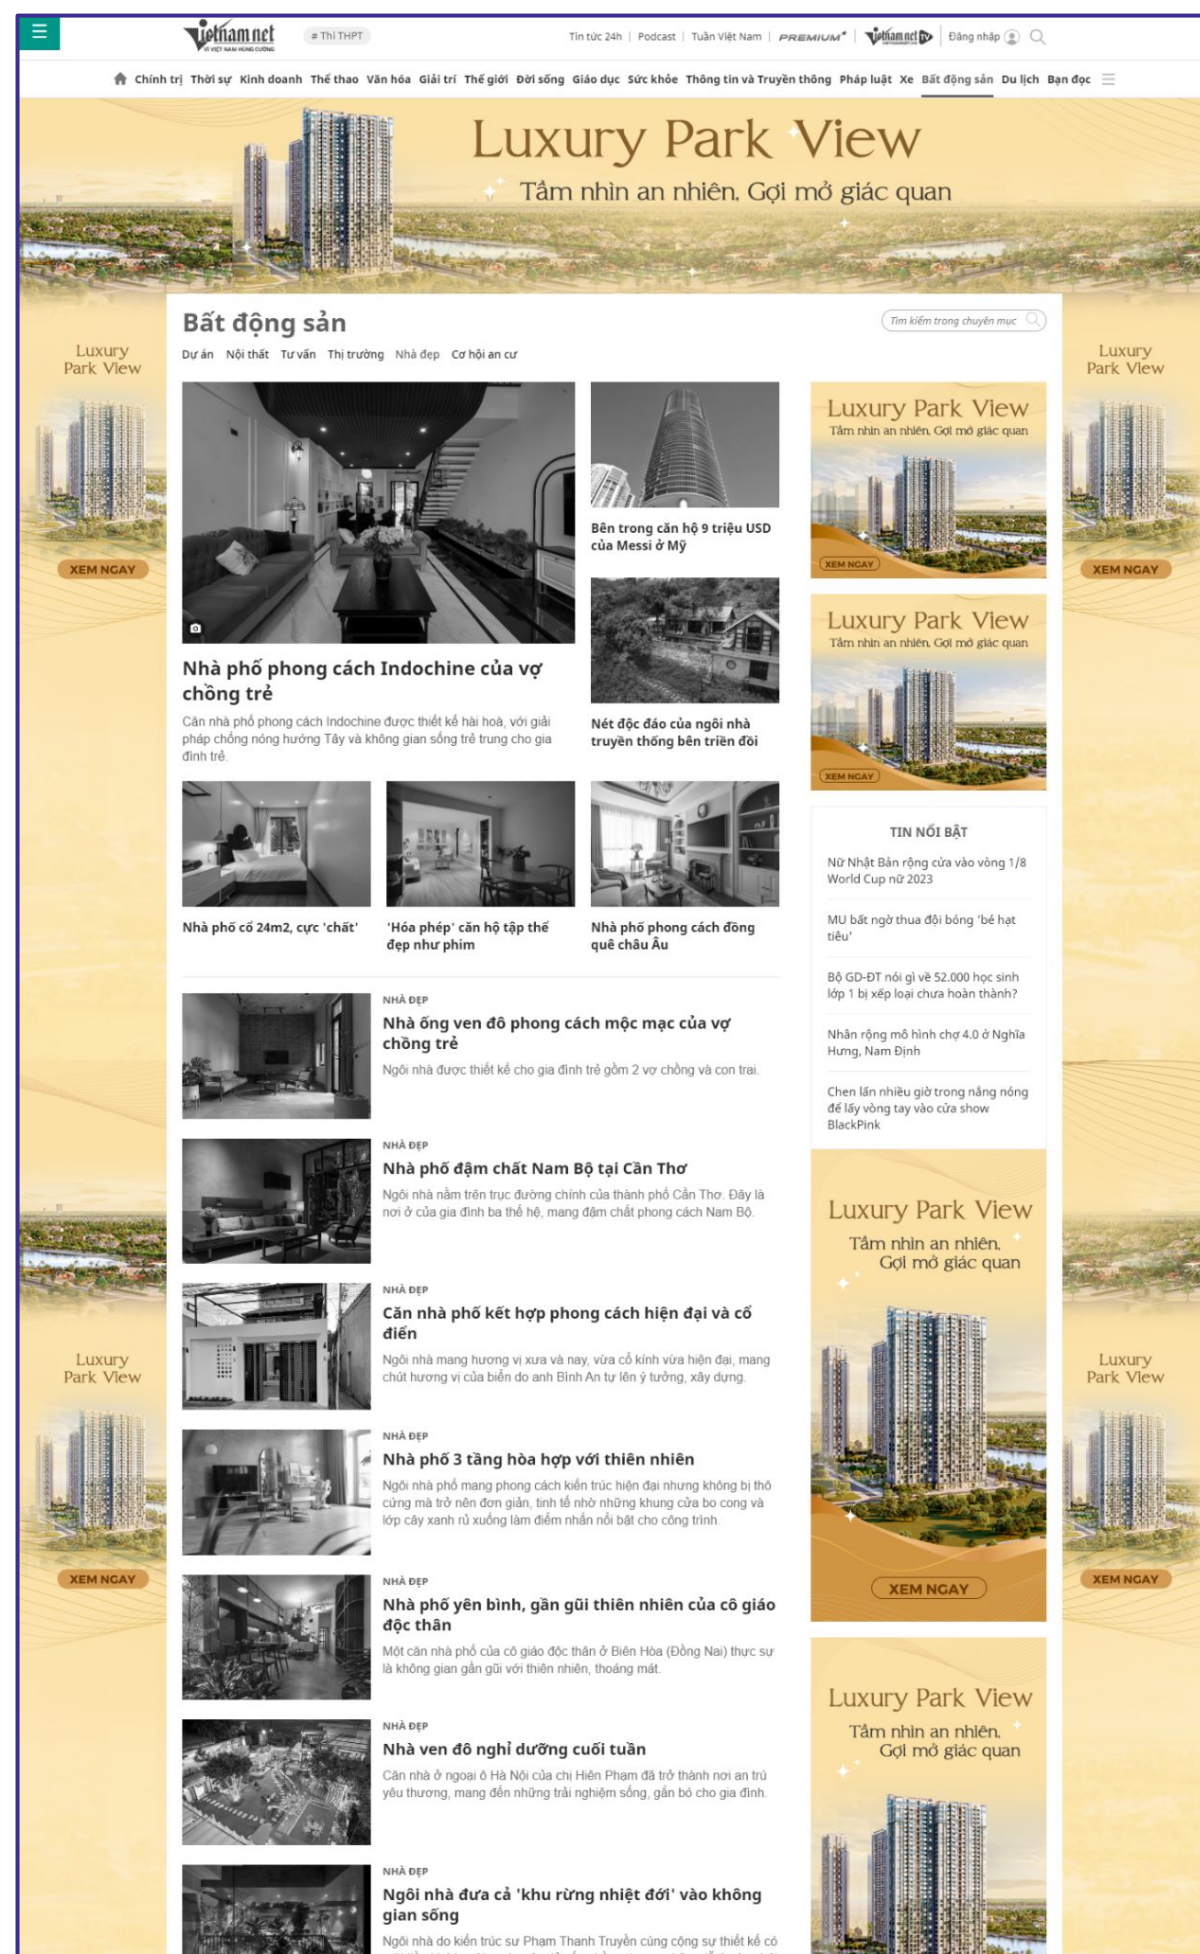 ☰
Vietnamnet
VÌ VIỆT NAM HÙNG CƯỜNG
# Thi THPT
Tin tức 24h | Podcast | Tuần Việt Nam | PREMIUM | Vietnamnet TV | Đăng nhập
Chính trị Thời sự Kinh doanh Thể thao Văn hóa Giải trí Thế giới Đời sống Giáo dục Sức khỏe Thông tin và Truyền thông Pháp luật Xe Bất động sản Du lịch Bạn đọc
Luxury Park View
Tầm nhìn an nhiên, Gợi mở giác quan
Luxury
Park View
XEM NGAY
Bất động sản
Tìm kiếm trong chuyên mục
Dự án Nội thất Tư vấn Thị trường Nhà đẹp Cơ hội an cư
Nhà phố phong cách Indochine của vợ
chồng trẻ
Căn nhà phố phong cách Indochine được thiết kế hài hoà, với giải
pháp chống nóng hướng Tây và không gian sống trẻ trung cho gia
đình trẻ.
Bên trong căn hộ 9 triệu USD
của Messi ở Mỹ
Nét độc đáo của ngôi nhà
truyền thống bên triền đồi
Nhà phố cổ 24m2, cực 'chất'
'Hóa phép' căn hộ tập thể
đẹp như phim
Nhà phố phong cách đồng
quê châu Âu
NHÀ ĐẸP
Nhà ống ven đô phong cách mộc mạc của vợ
chồng trẻ
Ngôi nhà được thiết kế cho gia đình trẻ gồm 2 vợ chồng và con trai.
NHÀ ĐẸP
Nhà phố đậm chất Nam Bộ tại Cần Thơ
Ngôi nhà nằm trên trục đường chính của thành phố Cần Thơ. Đây là
nơi ở của gia đình ba thế hệ, mang đậm chất phong cách Nam Bộ.
NHÀ ĐẸP
Căn nhà phố kết hợp phong cách hiện đại và cổ
điển
Ngôi nhà mang hương vị xưa và nay, vừa cổ kính vừa hiện đại, mang
chút hương vị của biển do anh Bình An tự lên ý tưởng, xây dựng.
NHÀ ĐẸP
Nhà phố 3 tầng hòa hợp với thiên nhiên
Ngôi nhà phố mang phong cách kiến trúc hiện đại nhưng không bị thô
cứng mà trở nên đơn giản, tinh tế nhờ những khung cửa bo cong và
lớp cây xanh rủ xuống làm điểm nhấn nổi bật cho công trình.
NHÀ ĐẸP
Nhà phố yên bình, gần gũi thiên nhiên của cô giáo
độc thân
Một căn nhà phố của cô giáo độc thân ở Biên Hòa (Đồng Nai) thực sự
là không gian gần gũi với thiên nhiên, thoáng mát.
NHÀ ĐẸP
Nhà ven đô nghỉ dưỡng cuối tuần
Căn nhà ở ngoại ô Hà Nội của chị Hiên Phạm đã trở thành nơi an trú
yêu thương, mang đến những trải nghiệm sống, gắn bó cho gia đình.
NHÀ ĐẸP
Ngôi nhà đưa cả 'khu rừng nhiệt đới' vào không
gian sống
Ngôi nhà do kiến trúc sư Phạm Thanh Truyền cùng cộng sự thiết kế có
Luxury Park View
Tầm nhìn an nhiên, Gợi mở giác quan
XEM NGAY
Luxury Park View
Tầm nhìn an nhiên, Gợi mở giác quan
XEM NGAY
TIN NỔI BẬT
Nữ Nhật Bản rộng cửa vào vòng 1/8
World Cup nữ 2023
MU bất ngờ thua đội bóng 'bé hạt
tiêu'
Bộ GD-ĐT nói gì về 52.000 học sinh
lớp 1 bị xếp loại chưa hoàn thành?
Nhân rộng mô hình chợ 4.0 ở Nghĩa
Hưng, Nam Định
Chen lấn nhiều giờ trong nắng nóng
để lấy vòng tay vào cửa show
BlackPink
Luxury Park View
Tầm nhìn an nhiên,
Gợi mở giác quan
XEM NGAY
Luxury Park View
Tầm nhìn an nhiên,
Gợi mở giác quan
Luxury
Park View
XEM NGAY
Luxury
Park View
XEM NGAY
Luxury
Park View
XEM NGAY